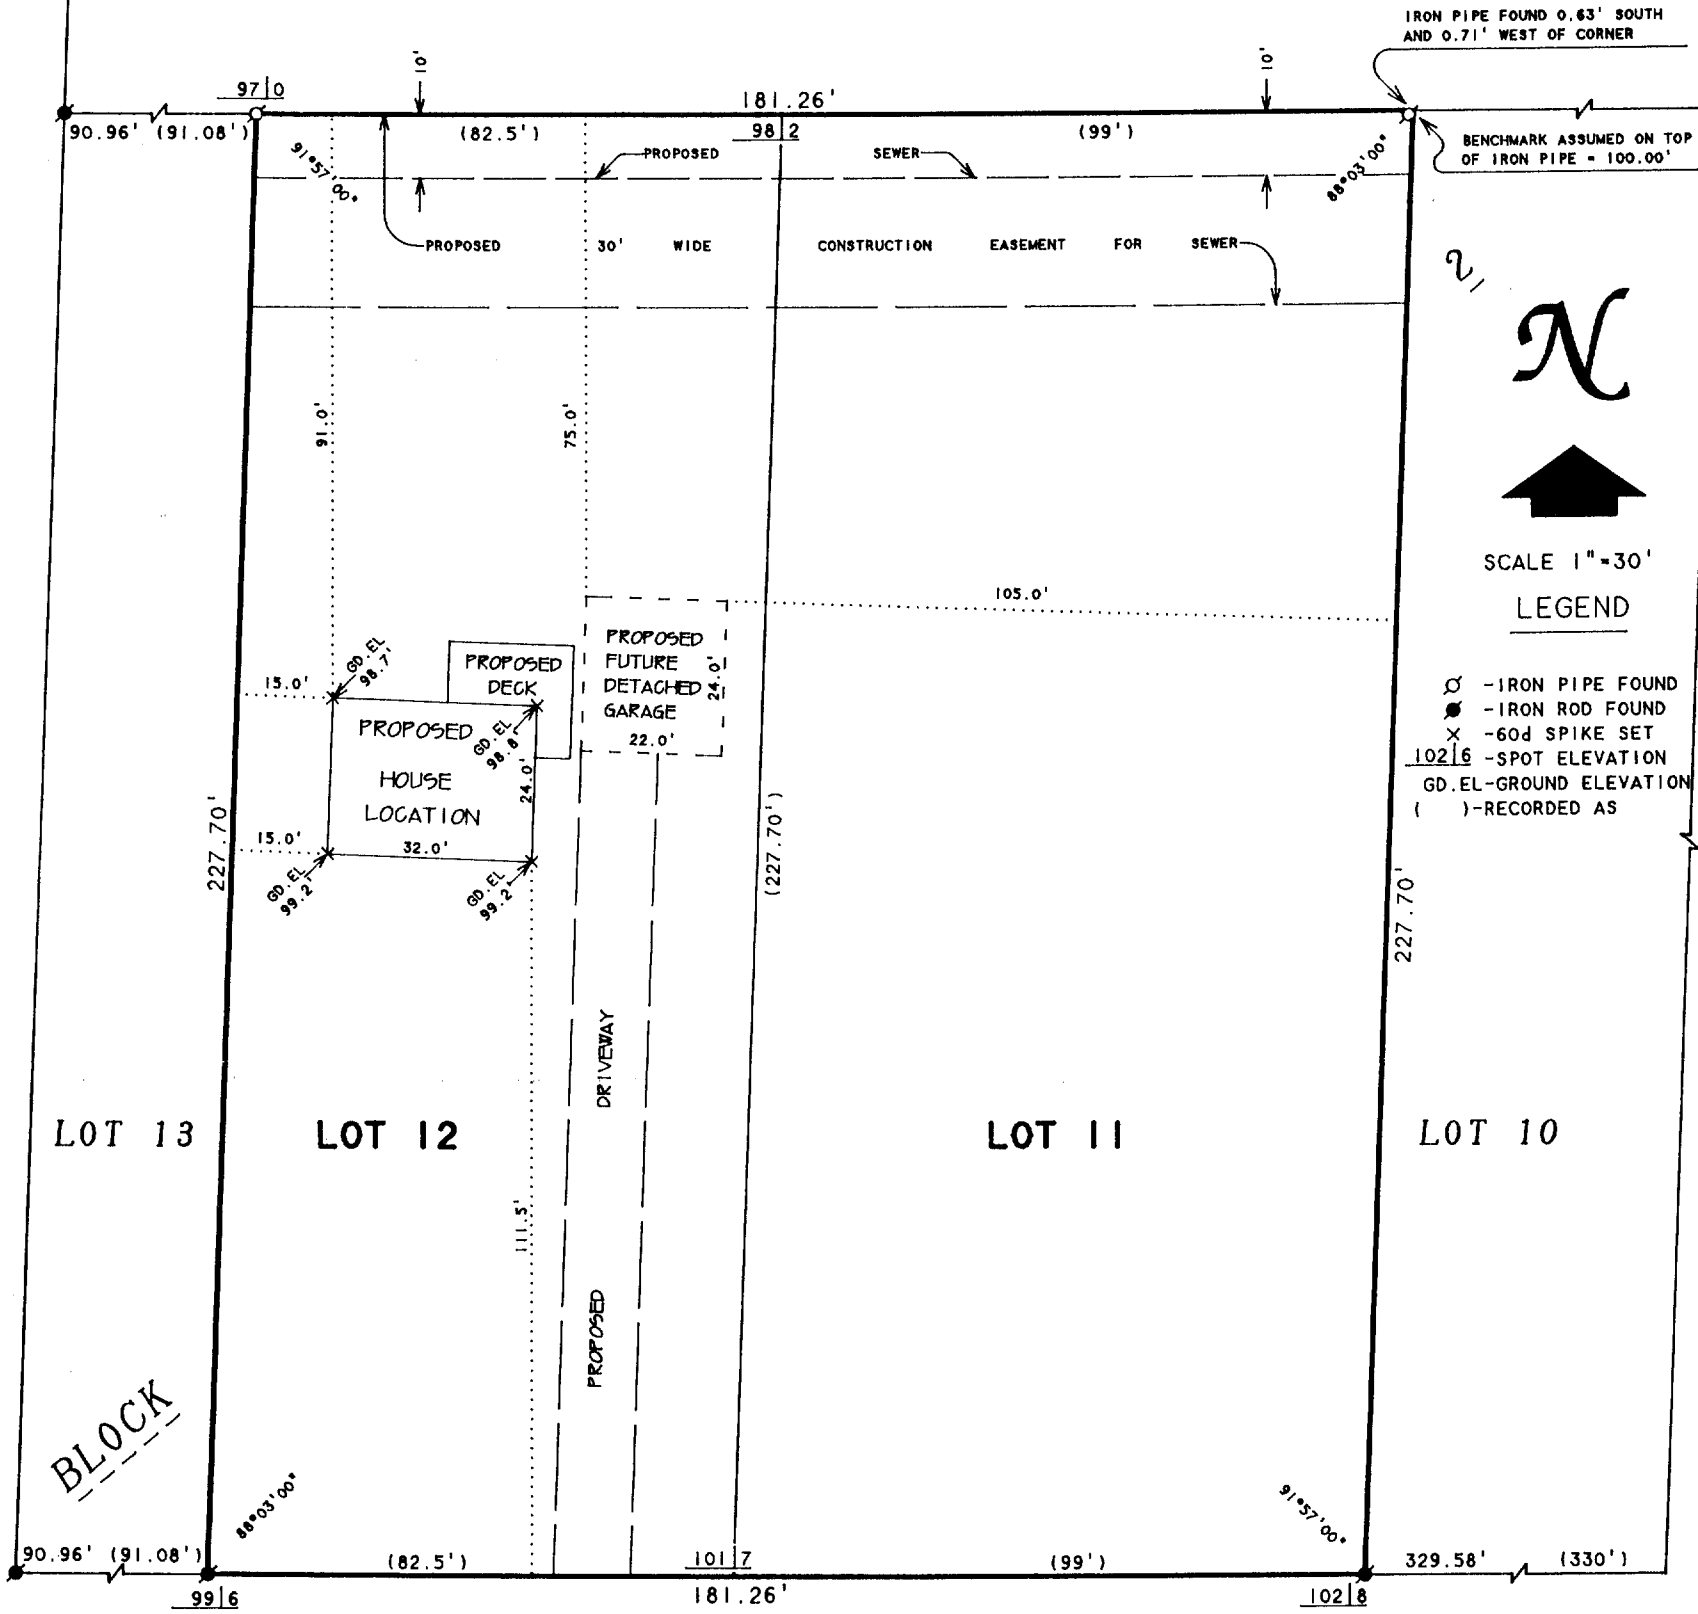 IRON PIPE FOUND 0.63' SOUTH
AND 0.71' WEST OF CORNER
10'
10'
97|0
181.26'
90.96' (91.08')
(82.5')
98|2
(99')
BENCHMARK ASSUMED ON TOP
OF IRON PIPE = 100.00'
91°57'00"
PROPOSED SEWER
88°03'00"
PROPOSED 30' WIDE CONSTRUCTION EASEMENT FOR SEWER
21
N
91.0'
75.0'
SCALE 1"=30'
LEGEND
105.0'
PROPOSED
FUTURE
DETACHED
GARAGE
24.0'
22.0'
GD.EL
98.7'
PROPOSED
DECK
15.0'
PROPOSED
HOUSE
LOCATION
GD.EL
98.8'
24.0'
-IRON PIPE FOUND
-IRON ROD FOUND
-60d SPIKE SET
102|6 -SPOT ELEVATION
GD.EL-GROUND ELEVATION
( )-RECORDED AS
227.70'
15.0'
32.0'
(227.70')
GD.EL
99.2'
GD.EL
99.2'
227.70'
DRIVEWAY
LOT 13
LOT 12
LOT 11
LOT 10
111.5'
PROPOSED
BLOCK
88°03'00"
91°57'00"
90.96' (91.08')
(82.5')
101|7
(99')
329.58' (330')
99|6
181.26'
102|8